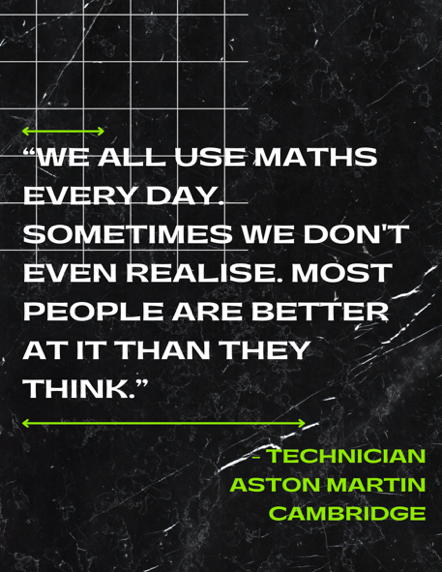 “WE ALL USE MATHS
EVERY DAY.
SOMETIMES WE DON'T
EVEN REALISE. MOST
PEOPLE ARE BETTER
AT IT THAN THEY
THINK.”
- TECHNICIAN
ASTON MARTIN
CAMBRIDGE